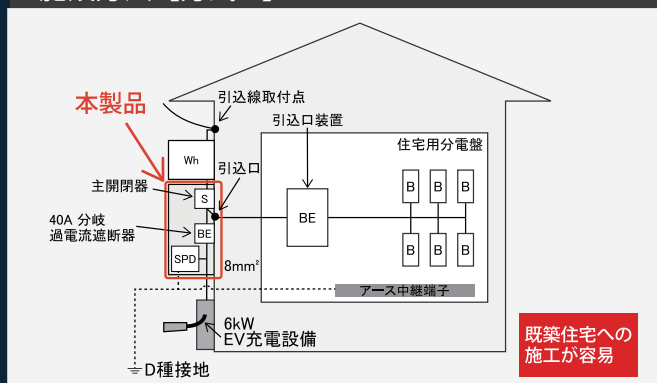 本製品
引込線取付点
引込口装置
住宅用分電盤
Wh
引込口
主開閉器
S
B B B
BE
40A 分岐
過電流遮断器
BE
B B B
SPD
8mm²
アース中継端子
6kW
EV充電設備
既築住宅への
施工が容易
D種接地